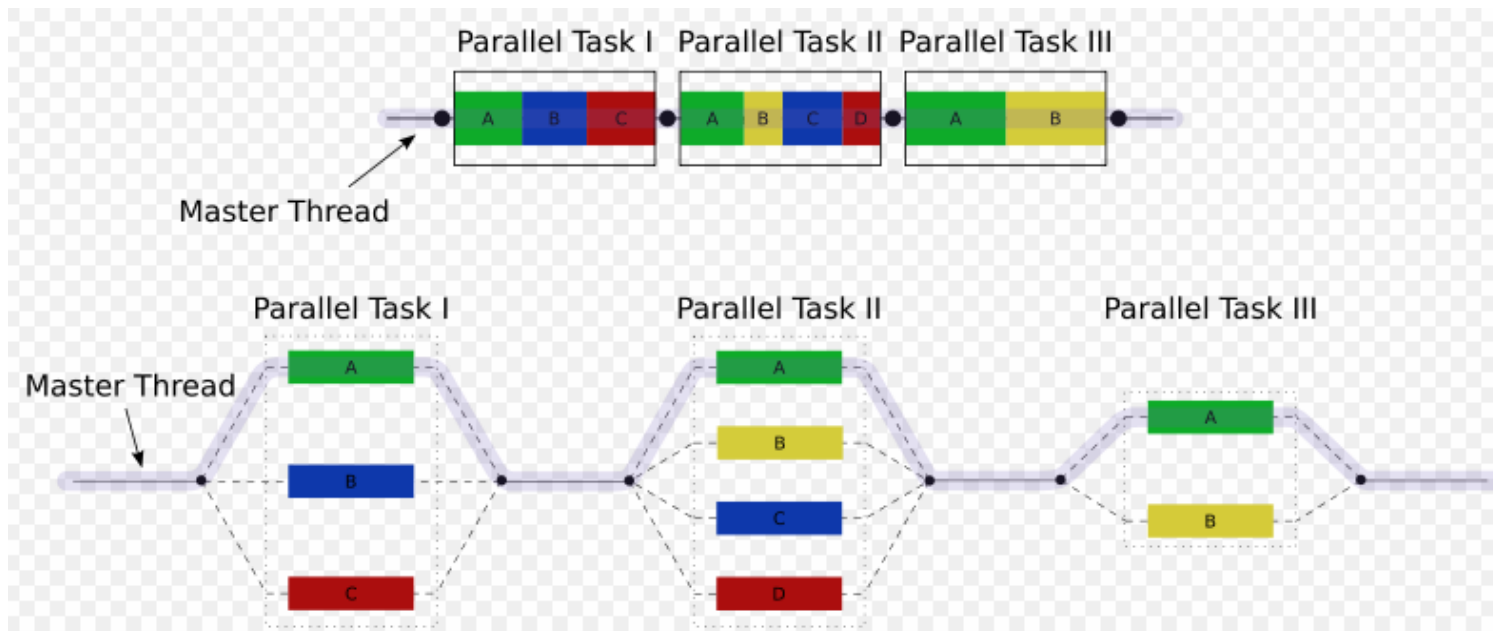 Parallel Task I
Parallel Task II
Parallel Task III
A
B
C
A
B
C
D
A
B
Master Thread
Parallel Task I
Parallel Task II
Parallel Task III
Master Thread
A
B
C
A
B
C
D
A
B